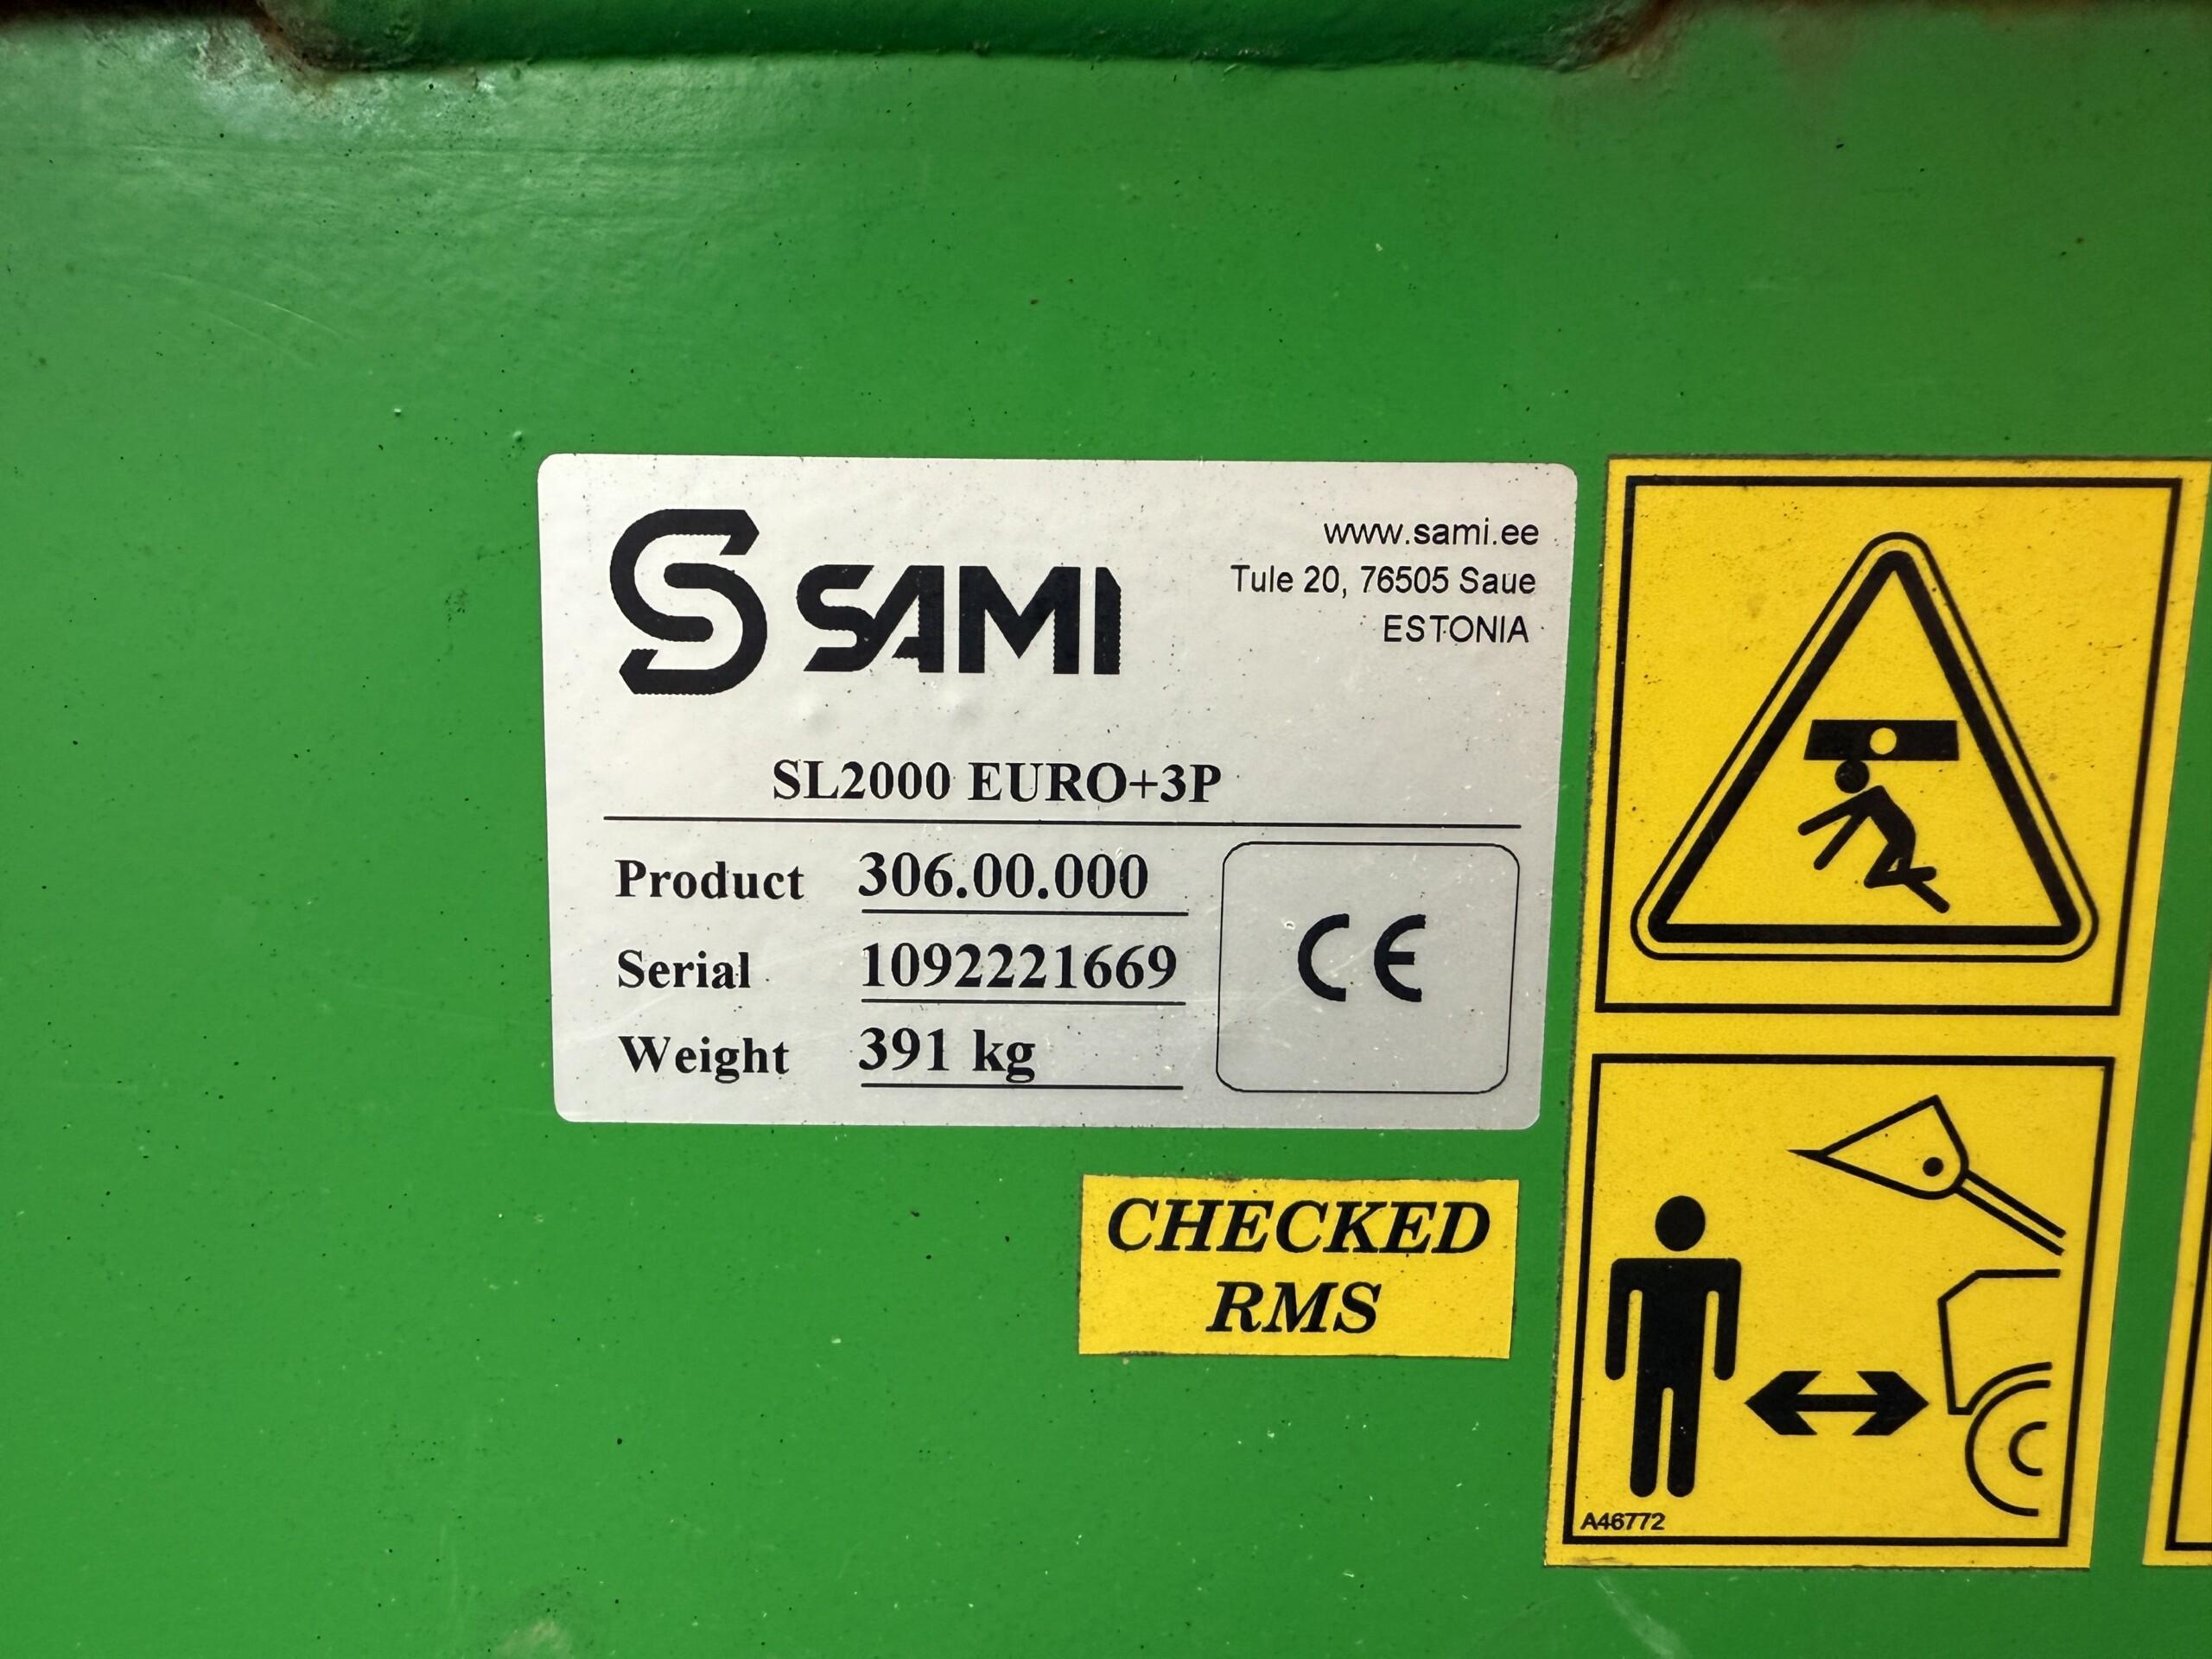 SAMI
www.sami.ee
Tule 20, 76505 Saue
ESTONIA
SL2000 EURO+3P
Product 306.00.000
Serial 1092221669
Weight 391 kg
CE
CHECKED
RMS
A46772